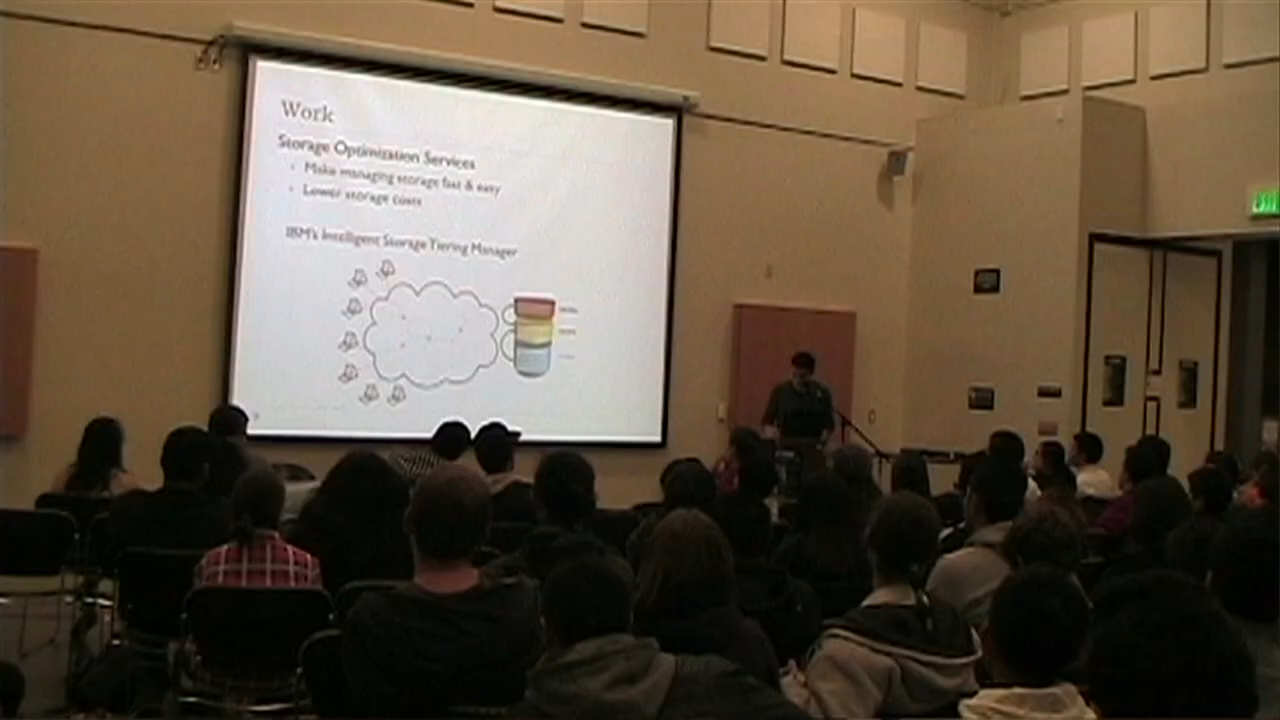 Work
Storage Optimization Services
Make managing storage fast & easy
Lower storage costs
IBM's Intelligent Storage Tiering Manager
EXIT